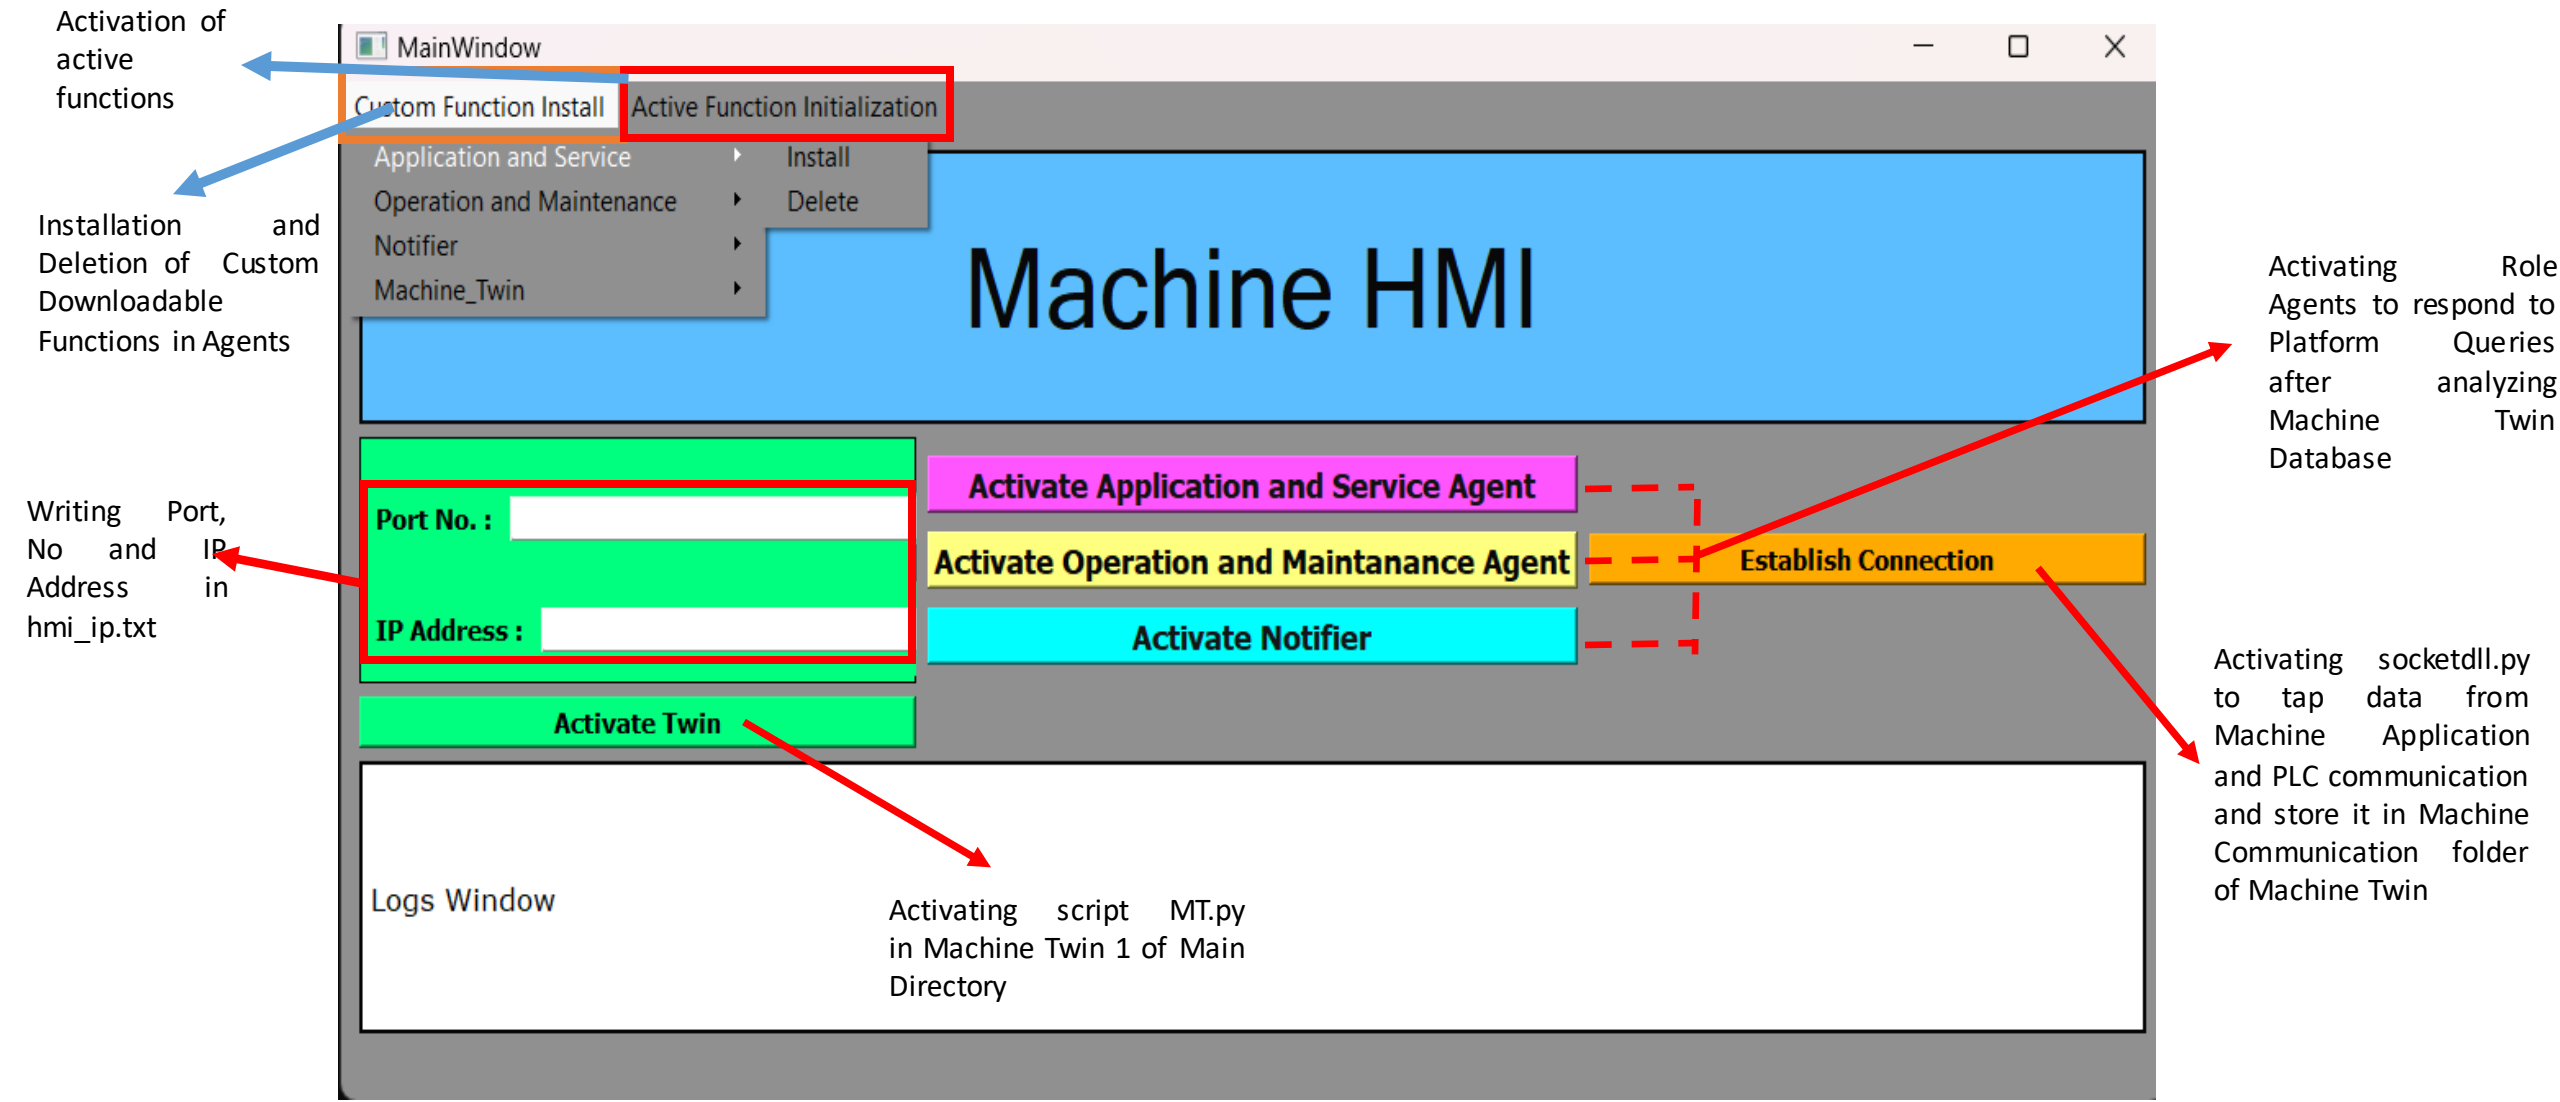 Activation of
active
functions
MainWindow
Custom Function Install
Active Function Initialization
Application and Service
Install
Operation and Maintenance
Delete
Notifier
Machine_Twin
Installation and
Deletion of Custom
Downloadable
Functions in Agents
Machine HMI
Activating Role
Agents to respond to
Platform Queries
after analyzing
Machine Twin
Database
Writing Port,
No and IP
Address in
hmi_ip.txt
Port No. :
IP Address :
Activate Application and Service Agent
Activate Operation and Maintanance Agent
Activate Notifier
Establish Connection
Activate Twin
Activating socketdll.py
to tap data from
Machine Application
and PLC communication
and store it in Machine
Communication folder
of Machine Twin
Logs Window
Activating script MT.py
in Machine Twin 1 of Main
Directory